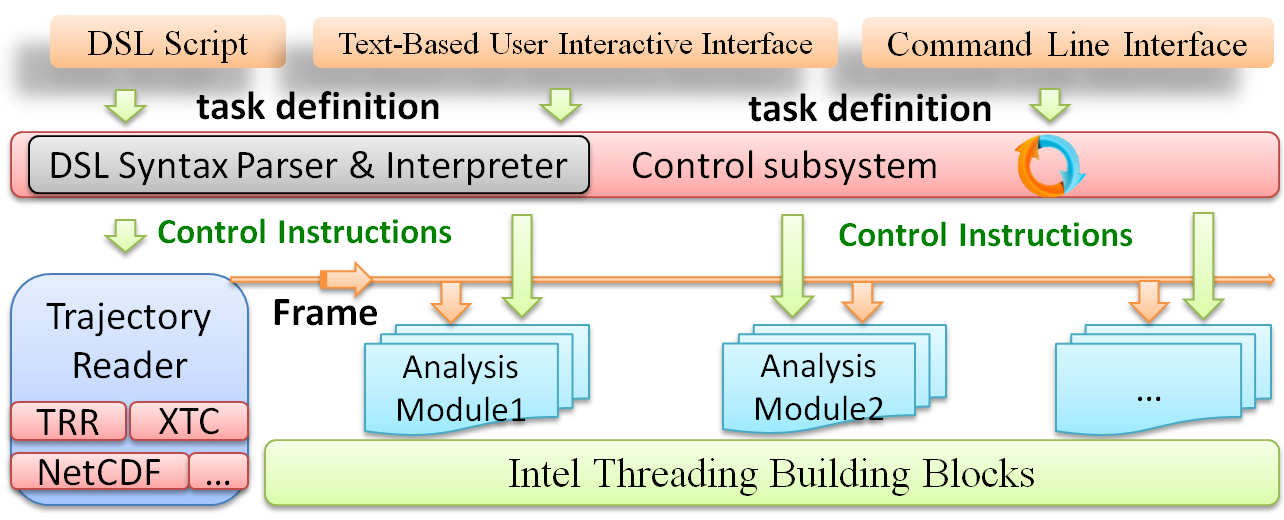 DSL Script
Text-Based User Interactive Interface
Command Line Interface
task definition
task definition
DSL Syntax Parser & Interpreter
Control subsystem
Control Instructions
Control Instructions
Frame
Trajectory
Reader
TRR
XTC
NetCDF
...
Analysis
Module1
Analysis
Module2
...
Intel Threading Building Blocks